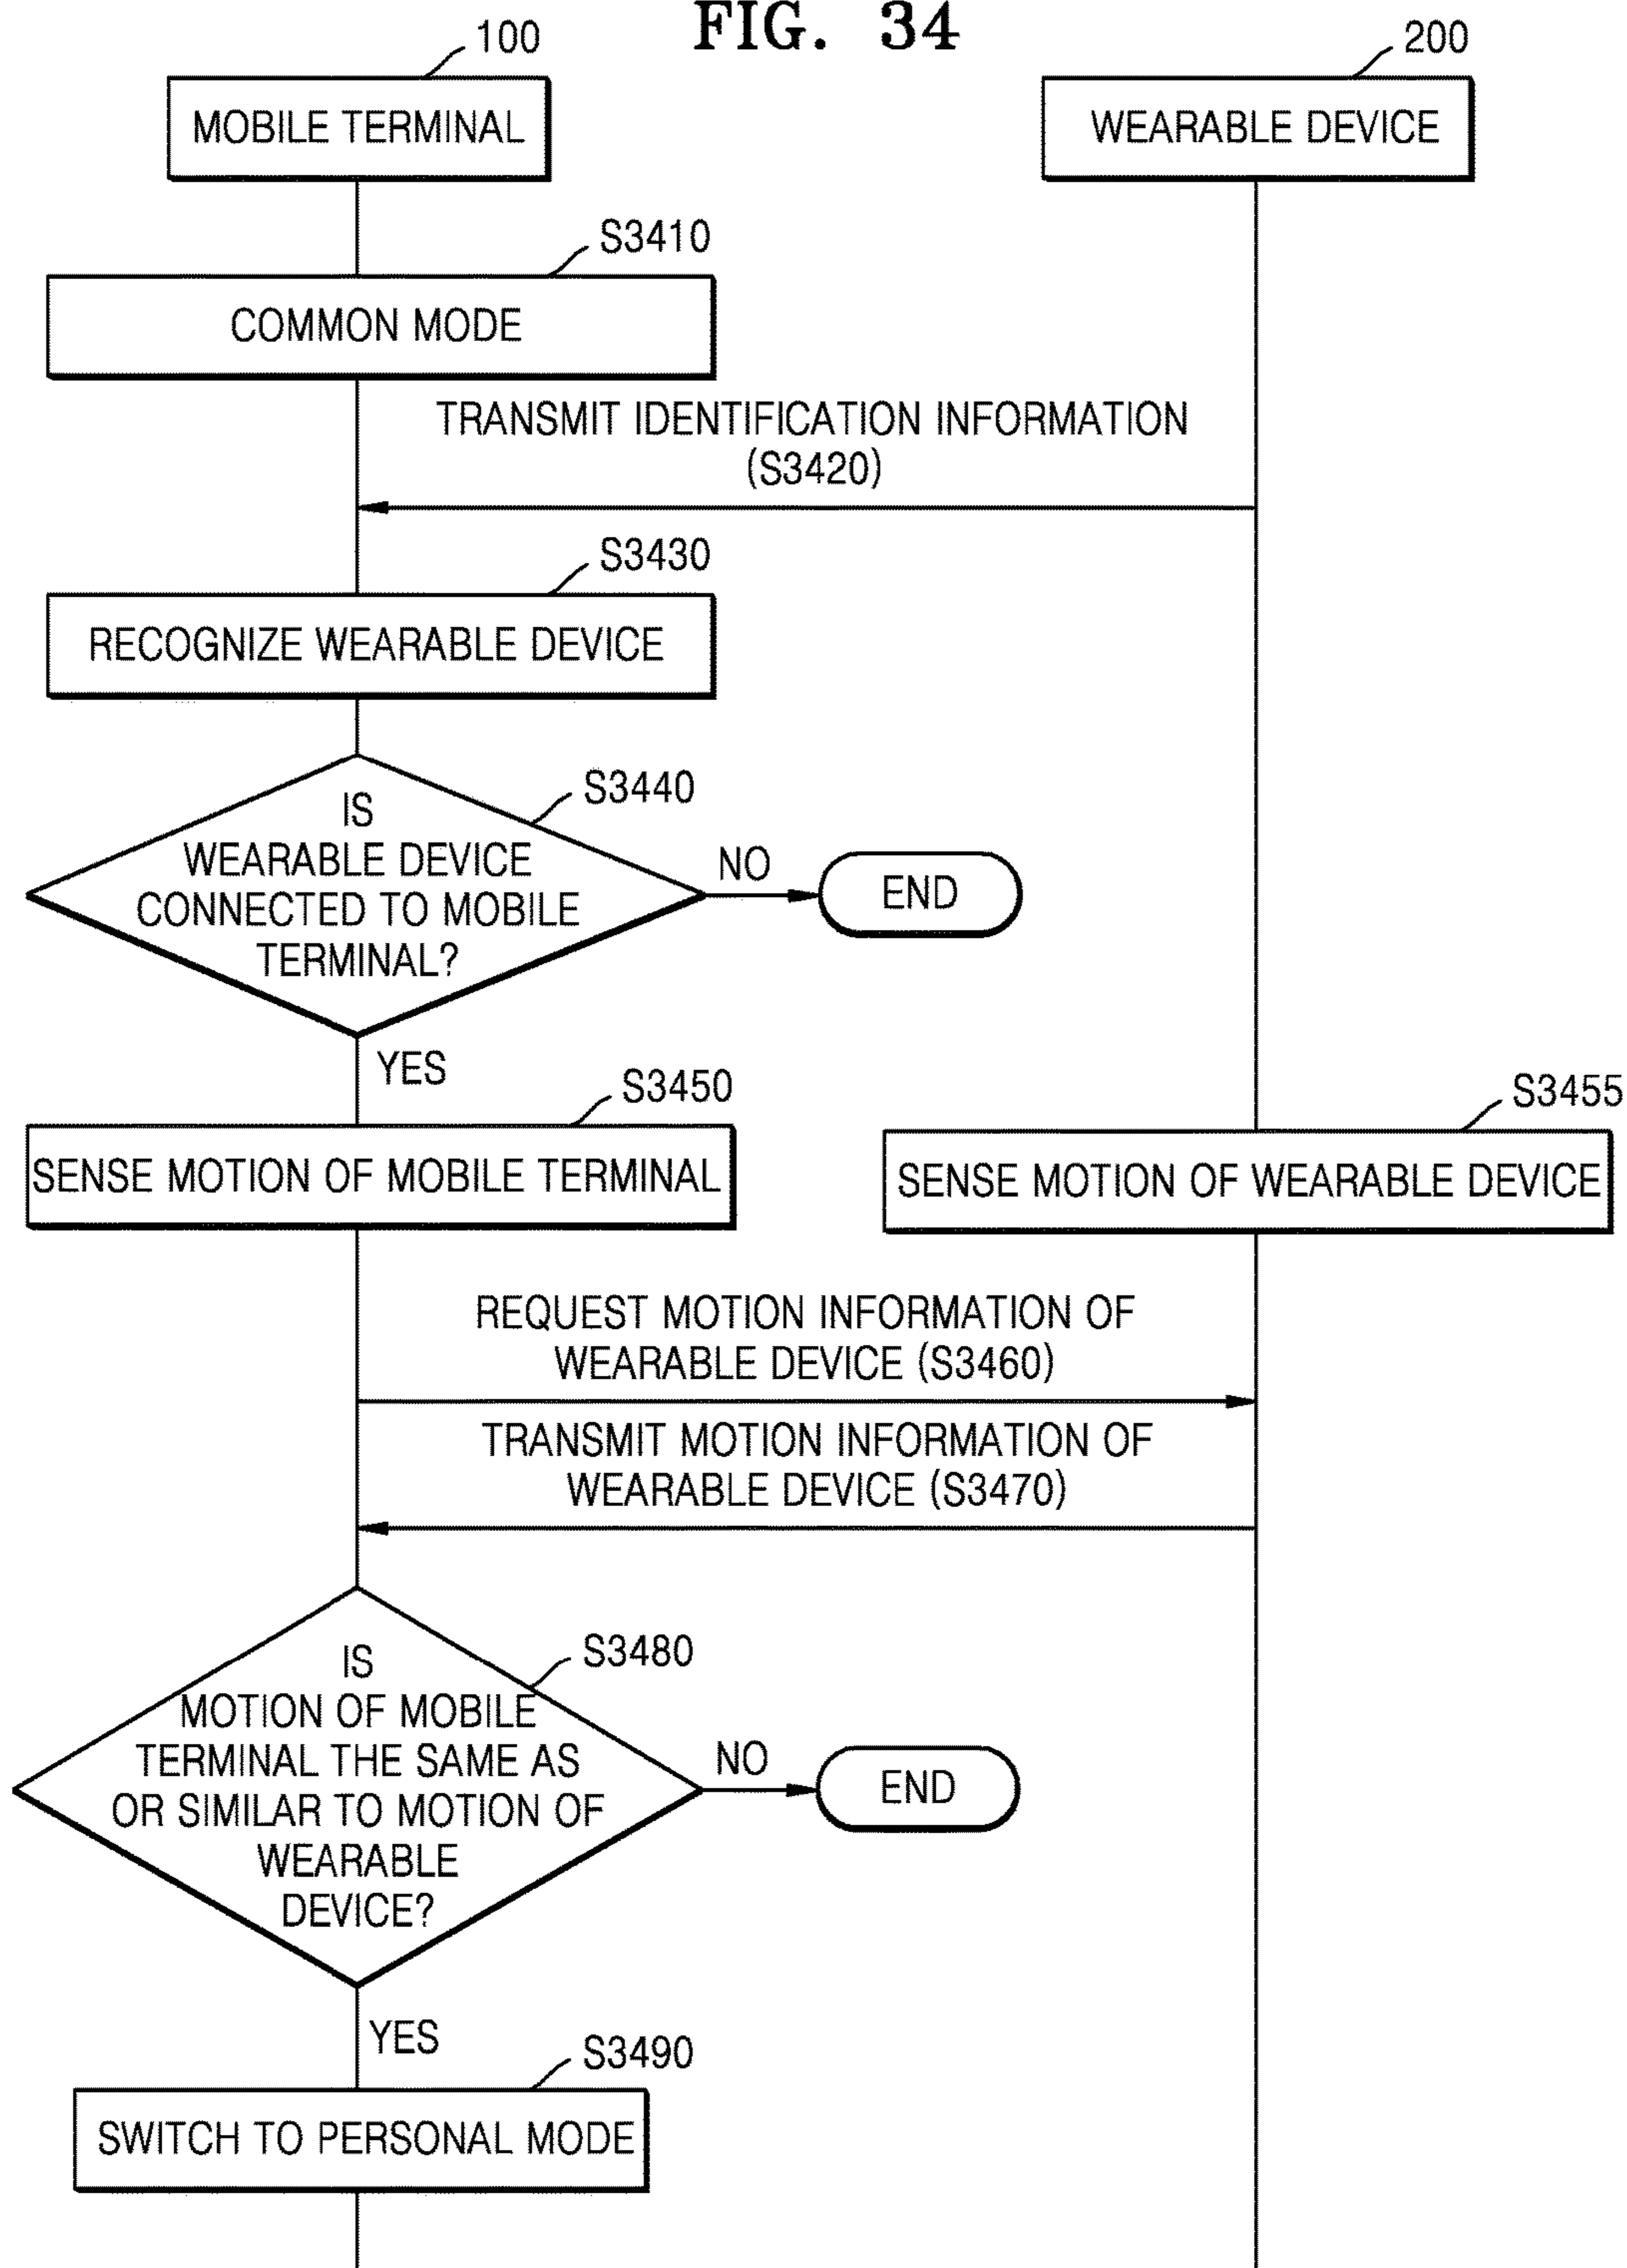 FIG. 34
100
200
MOBILE TERMINAL
WEARABLE DEVICE
S3410
COMMON MODE
TRANSMIT IDENTIFICATION INFORMATION
(S3420)
S3430
RECOGNIZE WEARABLE DEVICE
S3440
IS
WEARABLE DEVICE
CONNECTED TO MOBILE
TERMINAL?
NO
END
YES
S3450
S3455
SENSE MOTION OF MOBILE TERMINAL
SENSE MOTION OF WEARABLE DEVICE
REQUEST MOTION INFORMATION OF
WEARABLE DEVICE (S3460)
TRANSMIT MOTION INFORMATION OF
WEARABLE DEVICE (S3470)
S3480
IS
MOTION OF MOBILE
TERMINAL THE SAME AS
OR SIMILAR TO MOTION OF
WEARABLE
DEVICE?
NO
END
YES
S3490
SWITCH TO PERSONAL MODE